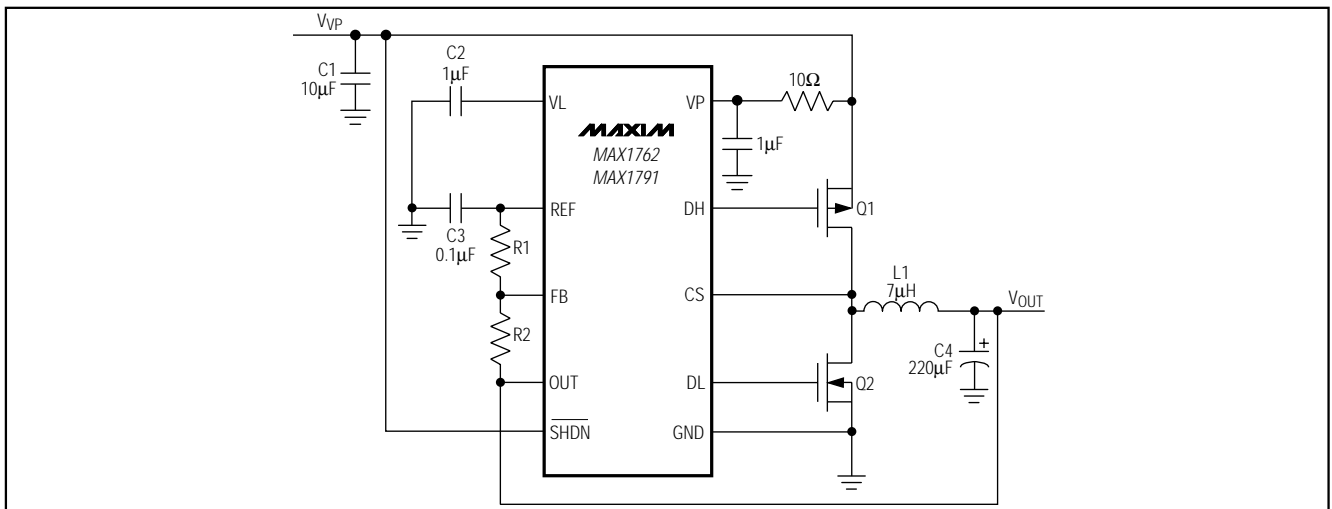 V_VP
C1
10μF
C2
1μF
VL
VP
10Ω
1μF
MAXIM
MAX1762
MAX1791
REF
C3
0.1μF
R1
DH
Q1
FB
CS
L1
7μH
V_OUT
R2
OUT
DL
Q2
C4
+
220μF
SHDN
GND